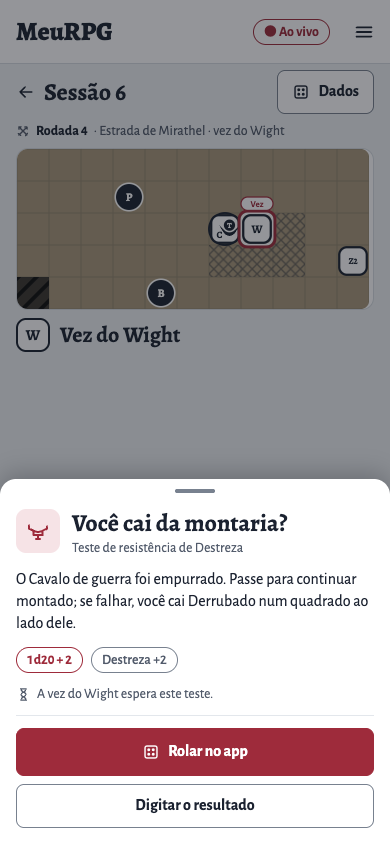 MeuRPG
Ao vivo
Sessão 6
Dados
Rodada 4 · Estrada de Mirathel · vez do Wight
P
Vez
C
T
W
Z2
B
W Vez do Wight
Você cai da montaria?
Teste de resistência de Destreza
O Cavalo de guerra foi empurrado. Passe para continuar
montado; se falhar, você cai Derrubado num quadrado ao
lado dele.
1d20 + 2
Destreza +2
A vez do Wight espera este teste.
Rolar no app
Digitar o resultado